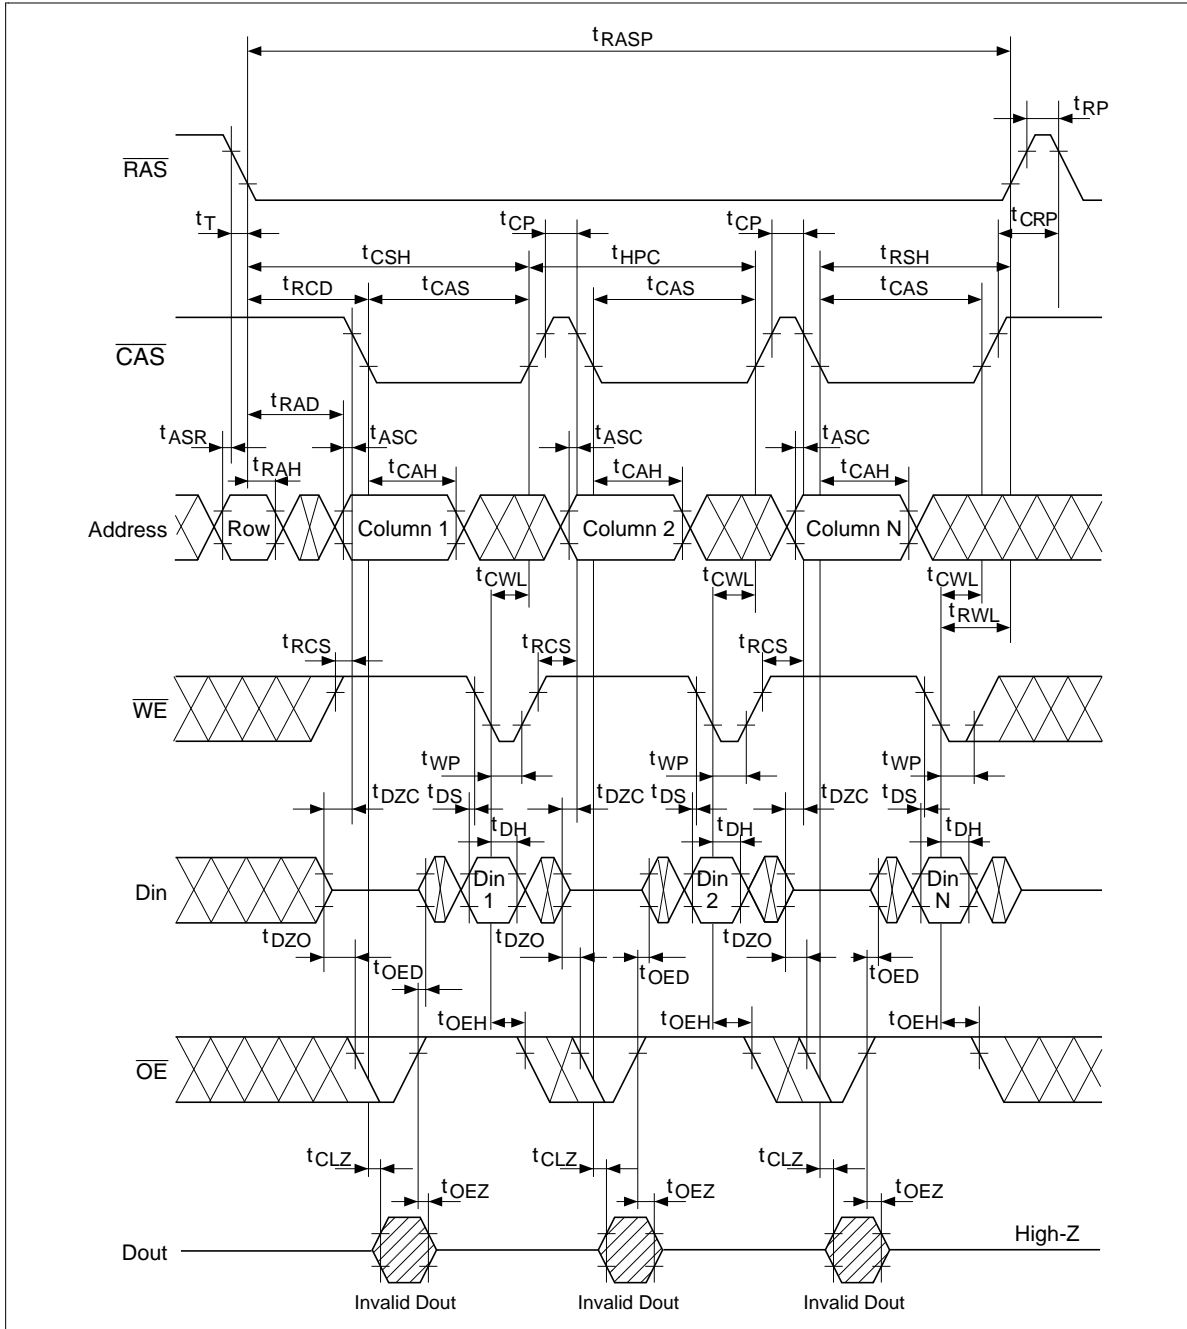 tRASP
tRP
RAS
tT tCP tCP tCRP
tCSH tHPC tRSH
tRCD tCAS tCAS tCAS
CAS
tRAD
tASR tASC tASC tASC
tRAH tCAH tCAH tCAH
Address Row Column 1 Column 2 Column N
tCWL tCWL tCWL
tRWL
tRCS tRCS tRCS
WE
tWP tWP tWP
tDZC tDS tDZC tDS tDZC tDS
tDH tDH tDH
Din Din 1 Din 2 Din N
tDZO tDZO tDZO
tOED tOED tOED
tOEH tOEH tOEH
OE
tCLZ tCLZ tCLZ
tOEZ tOEZ tOEZ
Dout High-Z
Invalid Dout Invalid Dout Invalid Dout